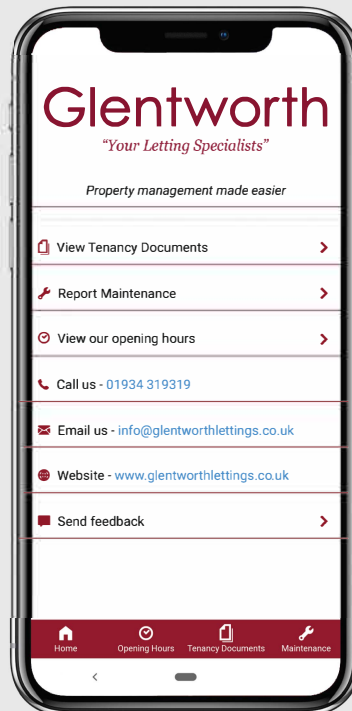 Glentworth
“Your Letting Specialists”
Property management made easier
View Tenancy Documents
Report Maintenance
View our opening hours
Call us - 01934 319319
Email us - info@glentworthlettings.co.uk
Website - www.glentworthlettings.co.uk
Send feedback
Home Opening Hours Tenancy Documents Maintenance